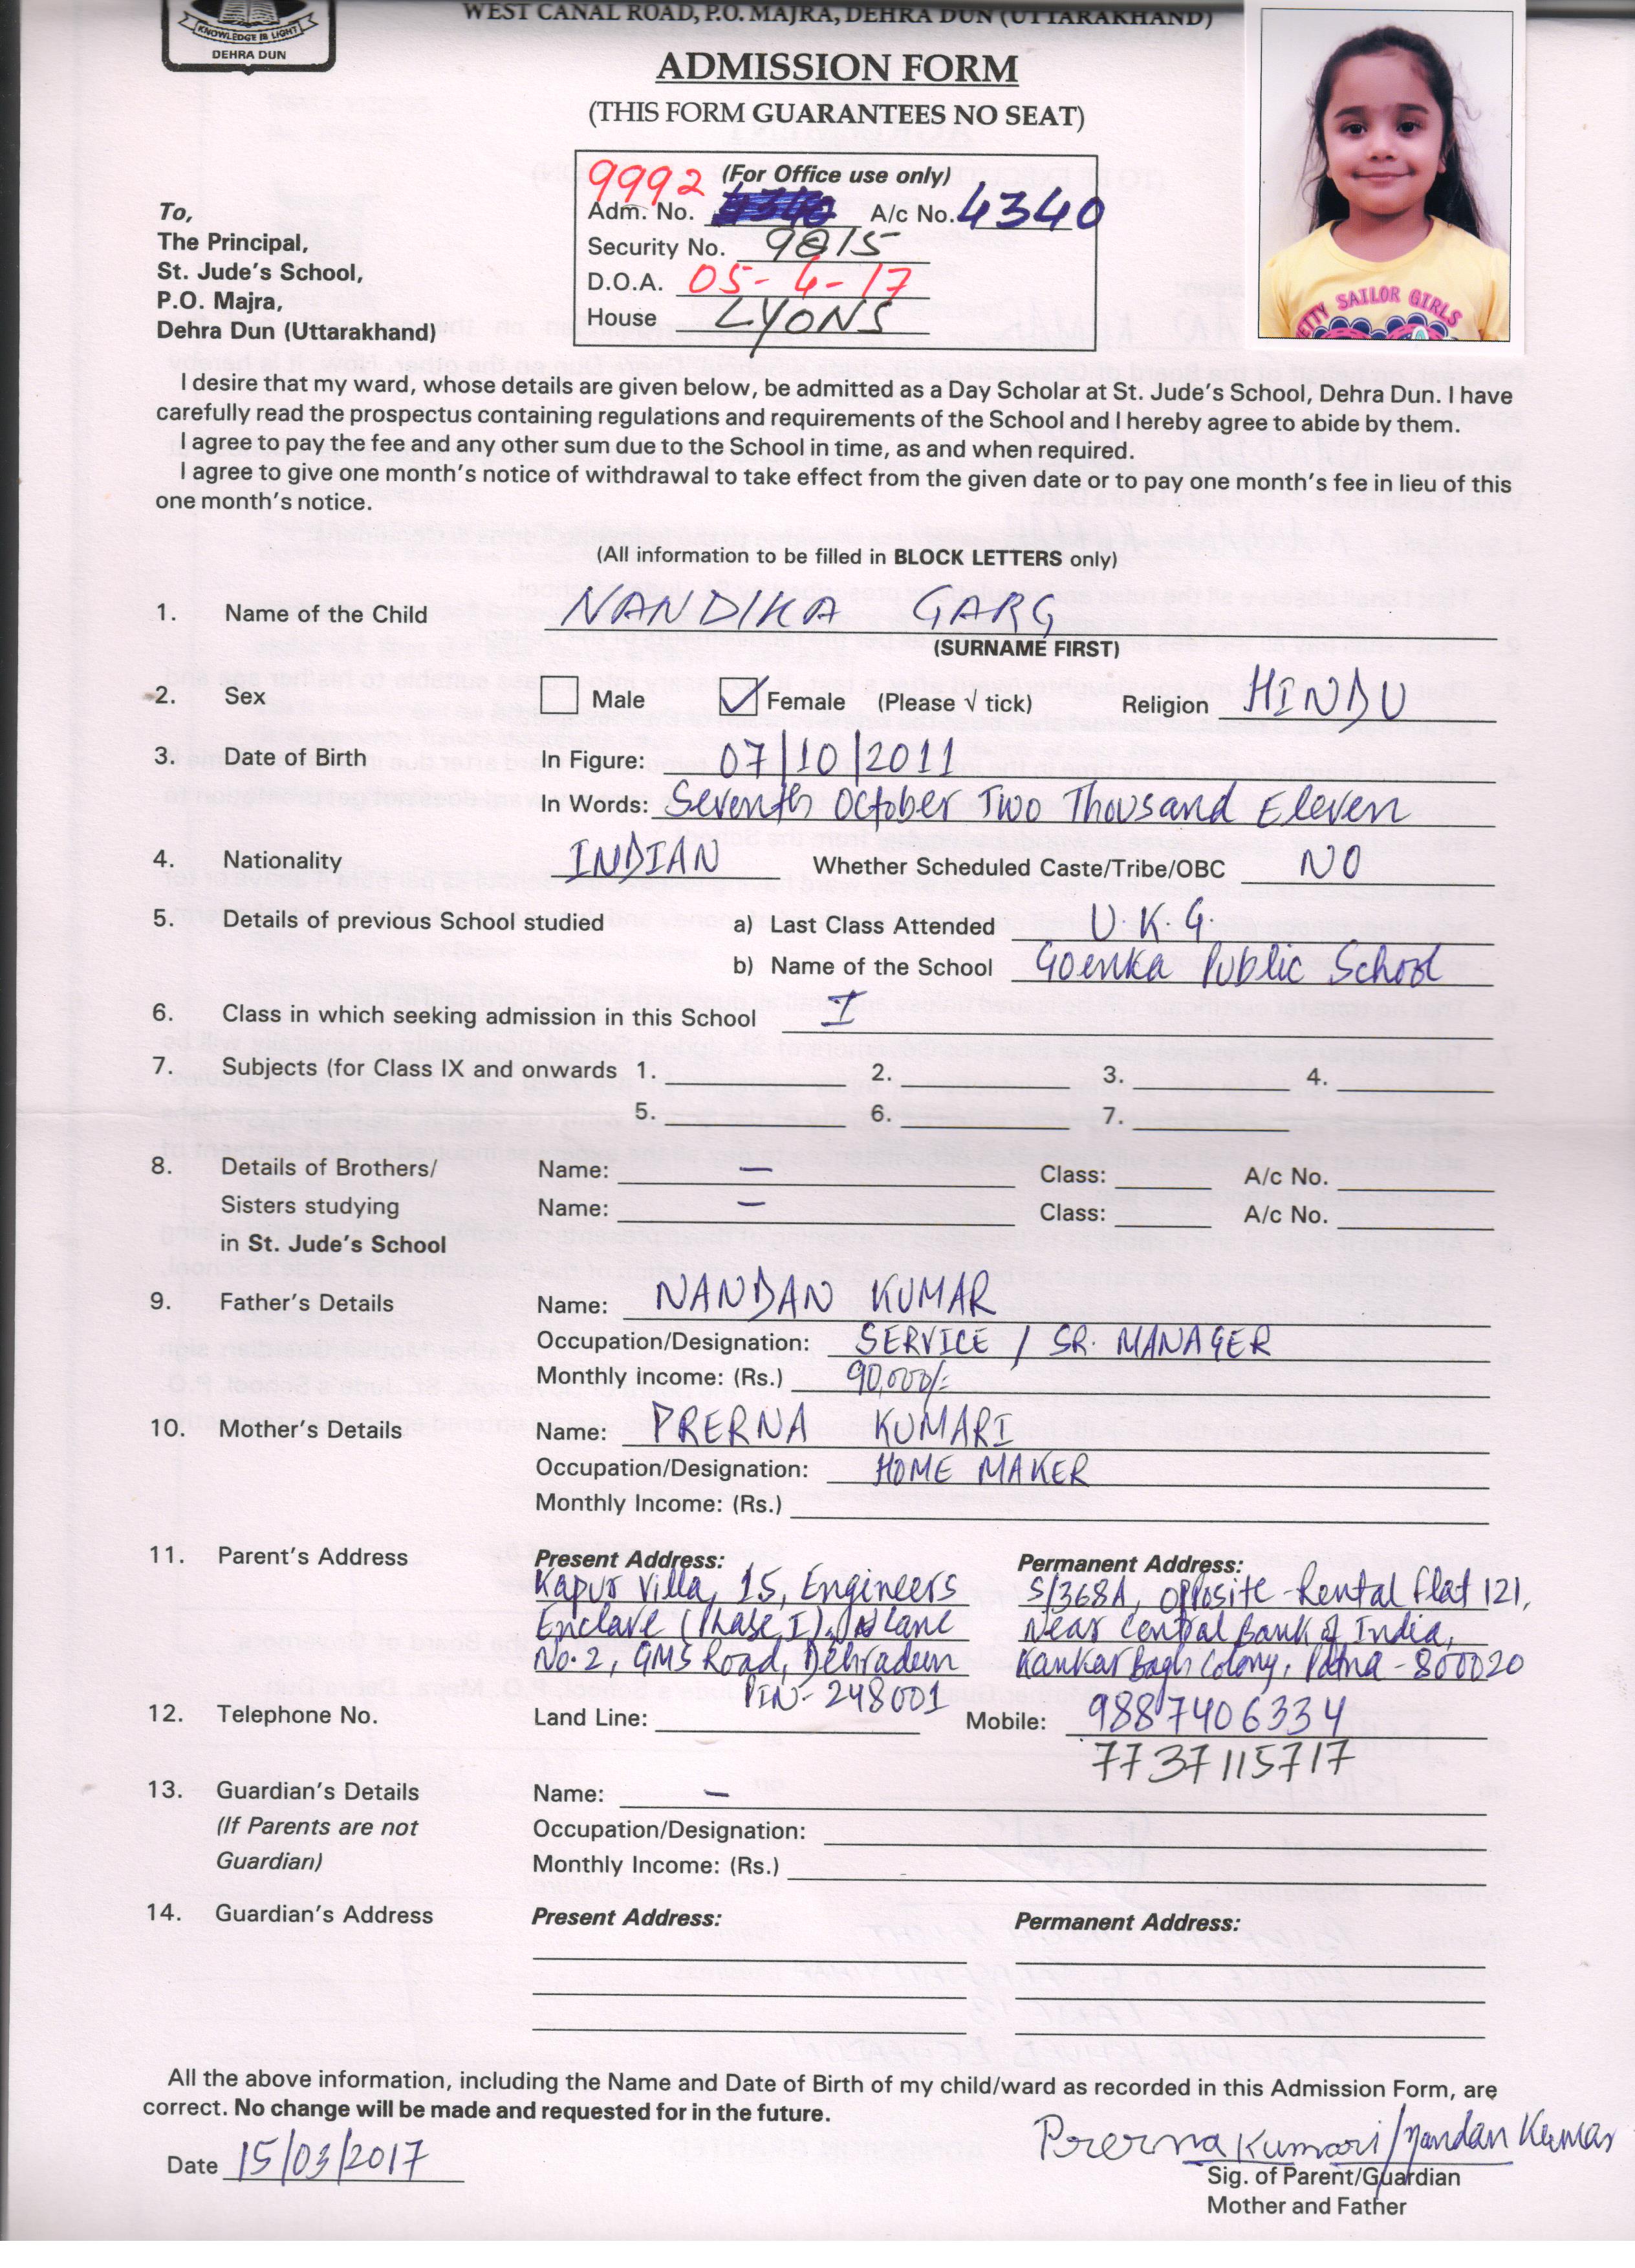 KNOWLEDGE IS LIGHT
DEHRA DUN
WEST CANAL ROAD, P.O. MAJRA, DEHRA DUN (UTTARAKHAND)
ADMISSION FORM
(THIS FORM GUARANTEES NO SEAT)
9992 (For Office use only)
Adm. No. A/c No. 4340
Security No. 9815
D.O.A. 05-4-17
House LYONS
To,
The Principal,
St. Jude's School,
P.O. Majra,
Dehra Dun (Uttarakhand)
SAILOR GIRLS
I desire that my ward, whose details are given below, be admitted as a Day Scholar at St. Jude's School, Dehra Dun. I have
carefully read the prospectus containing regulations and requirements of the School and I hereby agree to abide by them.
I agree to pay the fee and any other sum due to the School in time, as and when required.
I agree to give one month's notice of withdrawal to take effect from the given date or to pay one month's fee in lieu of this
one month's notice.
(All information to be filled in BLOCK LETTERS only)
1. Name of the Child NANDIKA GARG
(SURNAME FIRST)
2. Sex Male Female (Please √ tick) Religion HINDU
3. Date of Birth In Figure: 07/10/2011
In Words: Seventh October Two Thousand Eleven
4. Nationality INDIAN Whether Scheduled Caste/Tribe/OBC NO
5. Details of previous School studied a) Last Class Attended U.K.G.
b) Name of the School Goenka Public School
6. Class in which seeking admission in this School I
7. Subjects (for Class IX and onwards 1. 2. 3. 4.
5. 6. 7.
8. Details of Brothers/ Name: — Class: A/c No.
Sisters studying Name: — Class: A/c No.
in St. Jude's School
9. Father's Details Name: NANDAN KUMAR
Occupation/Designation: SERVICE / SR. MANAGER
Monthly income: (Rs.) 90,000/-
10. Mother's Details Name: PRERNA KUMARI
Occupation/Designation: HOME MAKER
Monthly Income: (Rs.)
11. Parent's Address Present Address: Permanent Address:
Kapur Villa, 15, Engineers S/368A, Opposite-Rental Flat 121,
Enclave (Phase I), Lane Near Central Bank of India,
No.2, GMS Road, Dehradun Kankar Bagh Colony, Patna - 800020
PIN- 248001
12. Telephone No. Land Line: Mobile: 9887406334
7737115717
13. Guardian's Details Name: —
(If Parents are not Occupation/Designation:
Guardian) Monthly Income: (Rs.)
14. Guardian's Address Present Address: Permanent Address:
All the above information, including the Name and Date of Birth of my child/ward as recorded in this Admission Form, are
correct. No change will be made and requested for in the future.
Prerna Kumari/Nandan Kumar
Date 15/03/2017
Sig. of Parent/Guardian
Mother and Father